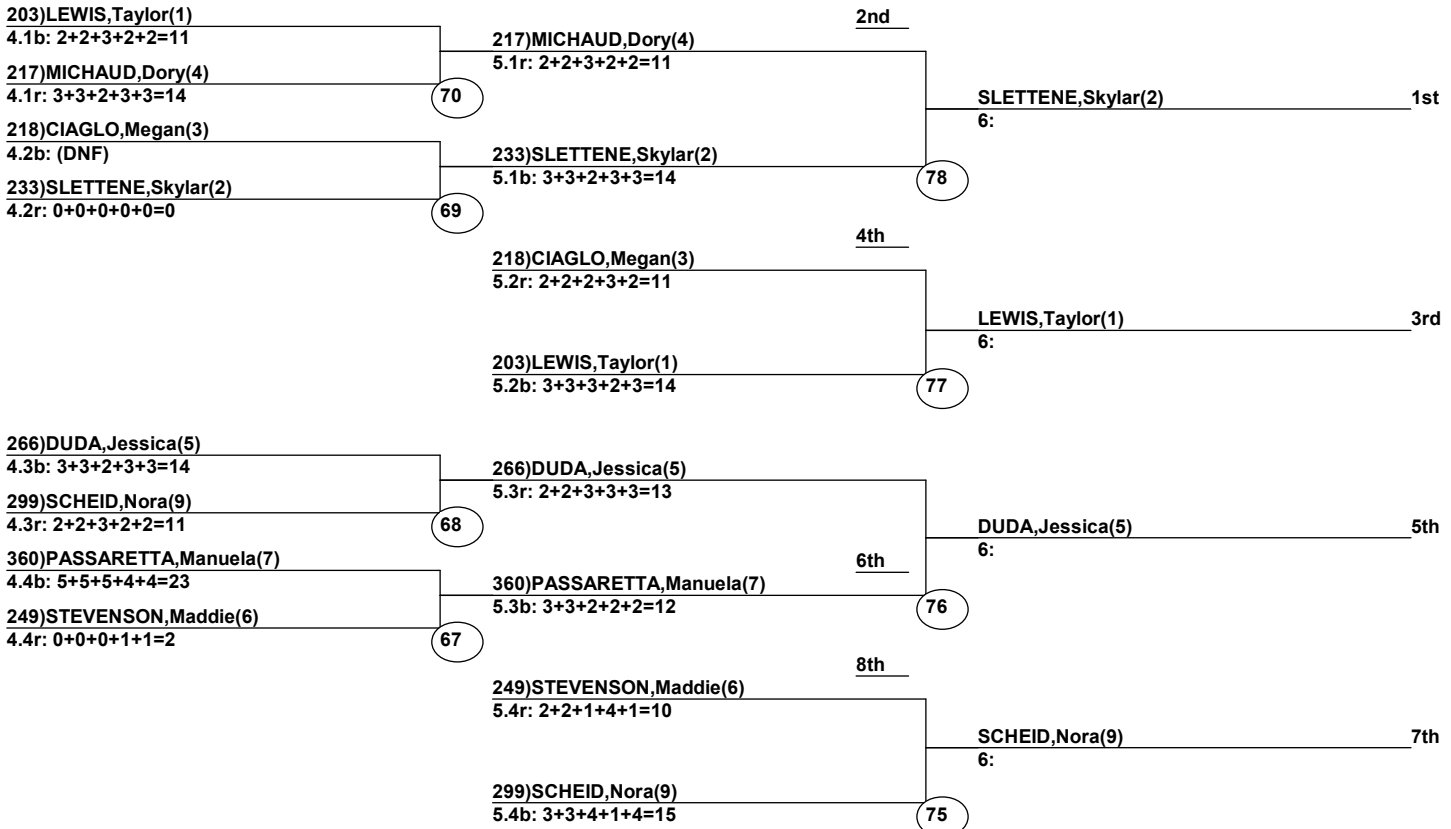 203)LEWIS,Taylor(1)
4.1b: 2+2+3+2+2=11
217)MICHAUD,Dory(4)
4.1r: 3+3+2+3+3=14
70
218)CIAGLO,Megan(3)
4.2b: (DNF)
233)SLETTENE,Skylar(2)
4.2r: 0+0+0+0+0=0
69
217)MICHAUD,Dory(4)
5.1r: 2+2+3+2+2=11
233)SLETTENE,Skylar(2)
5.1b: 3+3+2+3+3=14
78
2nd
SLETTENE,Skylar(2)
1st
6:
218)CIAGLO,Megan(3)
5.2r: 2+2+2+3+2=11
203)LEWIS,Taylor(1)
5.2b: 3+3+3+2+3=14
77
4th
LEWIS,Taylor(1)
3rd
6:
266)DUDA,Jessica(5)
4.3b: 3+3+2+3+3=14
299)SCHEID,Nora(9)
4.3r: 2+2+3+2+2=11
68
360)PASSARETTA,Manuela(7)
4.4b: 5+5+5+4+4=23
249)STEVENSON,Maddie(6)
4.4r: 0+0+0+1+1=2
67
266)DUDA,Jessica(5)
5.3r: 2+2+3+3+3=13
360)PASSARETTA,Manuela(7)
5.3b: 3+3+2+2+2=12
76
6th
DUDA,Jessica(5)
5th
6:
249)STEVENSON,Maddie(6)
5.4r: 2+2+1+4+1=10
299)SCHEID,Nora(9)
5.4b: 3+3+4+1+4=15
75
8th
SCHEID,Nora(9)
7th
6: